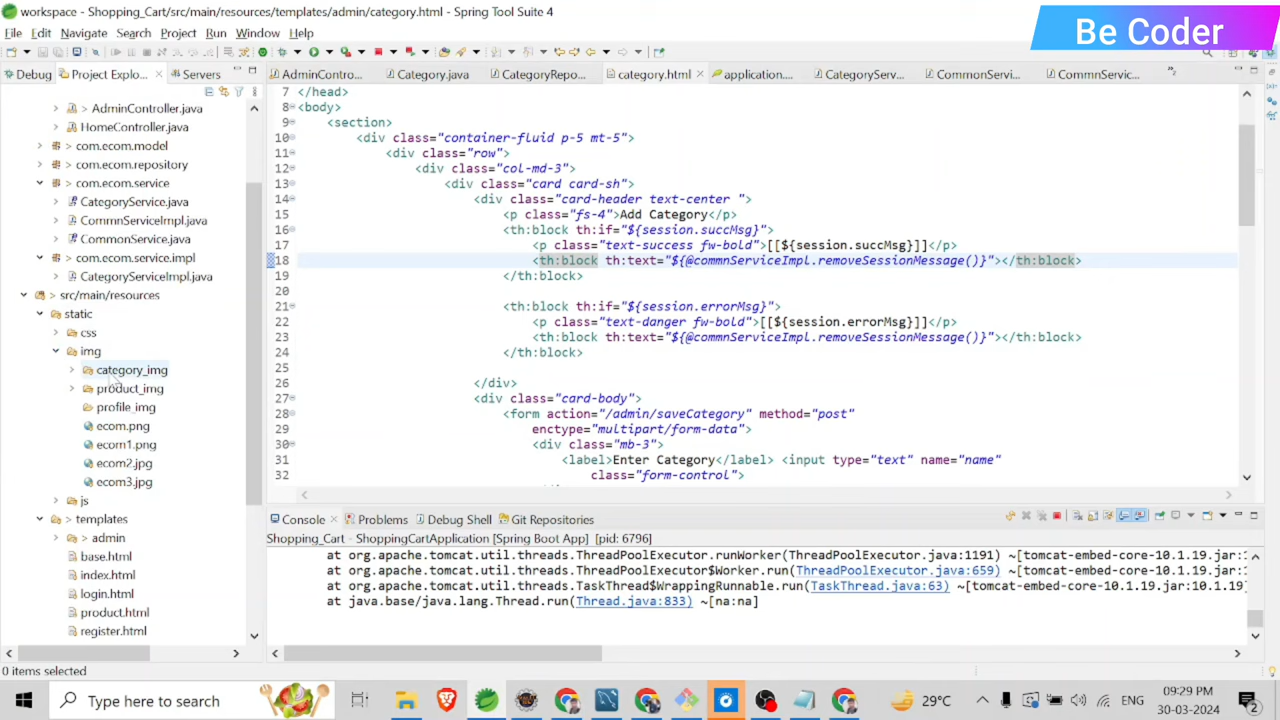 workspace - Shopping_Cart/src/main/resources/templates/admin/category.html - Spring Tool Suite 4
Be Coder
File Edit Navigate Search Project Run Window Help
Debug Project Explo... Servers
AdminContro... Category.java CategoryRepo... category.html application.... CategoryServ... CommonServi... CommnServic...
> AdminController.java
HomeController.java
> com.ecom.model
> com.ecom.repository
> com.ecom.service
CategoryService.java
CommnServiceImpl.java
CommonService.java
> com.ecom.service.impl
CategoryServiceImpl.java
> src/main/resources
static
css
img
category_img
product_img
profile_img
ecom.png
ecom1.png
ecom2.jpg
ecom3.jpg
js
> templates
> admin
base.html
index.html
login.html
product.html
register.html
7 </head>
8 <body>
9 <section>
10 <div class="container-fluid p-5 mt-5">
11 <div class="row">
12 <div class="col-md-3">
13 <div class="card card-sh">
14 <div class="card-header text-center ">
15 <p class="fs-4">Add Category</p>
16 <th:block th:if="${session.succMsg}">
17 <p class="text-success fw-bold">[[${session.succMsg}]]</p>
18 <th:block th:text="${@commnServiceImpl.removeSessionMessage()}"></th:block>
19 </th:block>
20
21 <th:block th:if="${session.errorMsg}">
22 <p class="text-danger fw-bold">[[${session.errorMsg}]]</p>
23 <th:block th:text="${@commnServiceImpl.removeSessionMessage()}"></th:block>
24 </th:block>
25
26 </div>
27 <div class="card-body">
28 <form action="/admin/saveCategory" method="post"
29 enctype="multipart/form-data">
30 <div class="mb-3">
31 <label>Enter Category</label> <input type="text" name="name"
32 class="form-control">
Console Problems Debug Shell Git Repositories
Shopping_Cart - ShoppingCartApplication [Spring Boot App] [pid: 6796]
at org.apache.tomcat.util.threads.ThreadPoolExecutor.runWorker(ThreadPoolExecutor.java:1191) ~[tomcat-embed-core-10.1.19.jar:1
at org.apache.tomcat.util.threads.ThreadPoolExecutor$Worker.run(ThreadPoolExecutor.java:659) ~[tomcat-embed-core-10.1.19.jar:
at org.apache.tomcat.util.threads.TaskThread$WrappingRunnable.run(TaskThread.java:63) ~[tomcat-embed-core-10.1.19.jar:10.1.19]
at java.base/java.lang.Thread.run(Thread.java:833) ~[na:na]
0 items selected
Type here to search
29°C
ENG
09:29 PM
30-03-2024
2